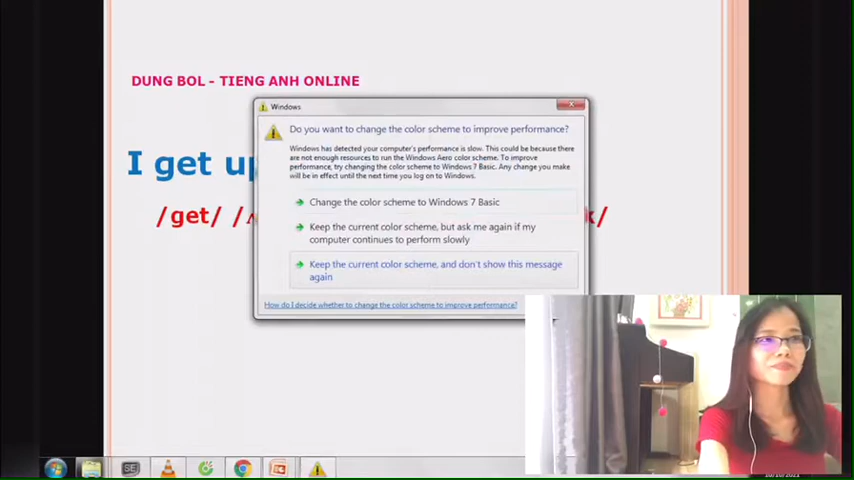 DUNG BOL - TIENG ANH ONLINE
Windows
Do you want to change the color scheme to improve performance?
Windows has detected your computer's performance is slow. This could be because there
are not enough resources to run the Windows Aero color scheme. To improve
performance, try changing the color scheme to Windows 7 Basic. Any change you make
will be in effect until the next time you log on to Windows.
I get up
Change the color scheme to Windows 7 Basic
/get/ /ʌ
k/
Keep the current color scheme, but ask me again if my
computer continues to perform slowly
Keep the current color scheme, and don't show this message
again
How do I decide whether to change the color scheme to improve performance?
SE